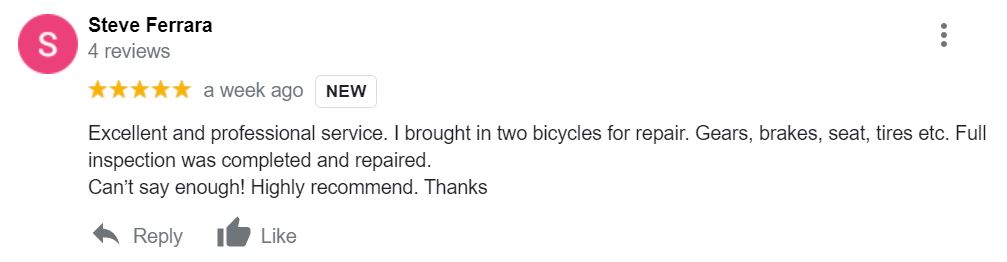 S
Steve Ferrara
4 reviews
a week ago NEW
Excellent and professional service. I brought in two bicycles for repair. Gears, brakes, seat, tires etc. Full
inspection was completed and repaired.
Can’t say enough! Highly recommend. Thanks
Reply Like